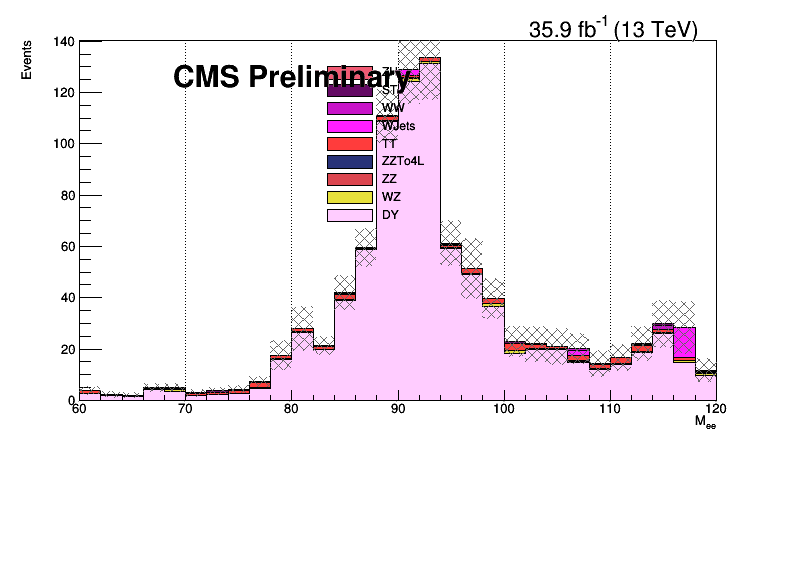 35.9 fb-1 (13 TeV)
Events
CMS Preliminary
ST
WW
WJets
TT
ZZTo4L
ZZ
WZ
DY
140
120
100
80
60
40
20
0
60 70 80 90 100 110 120
Mee